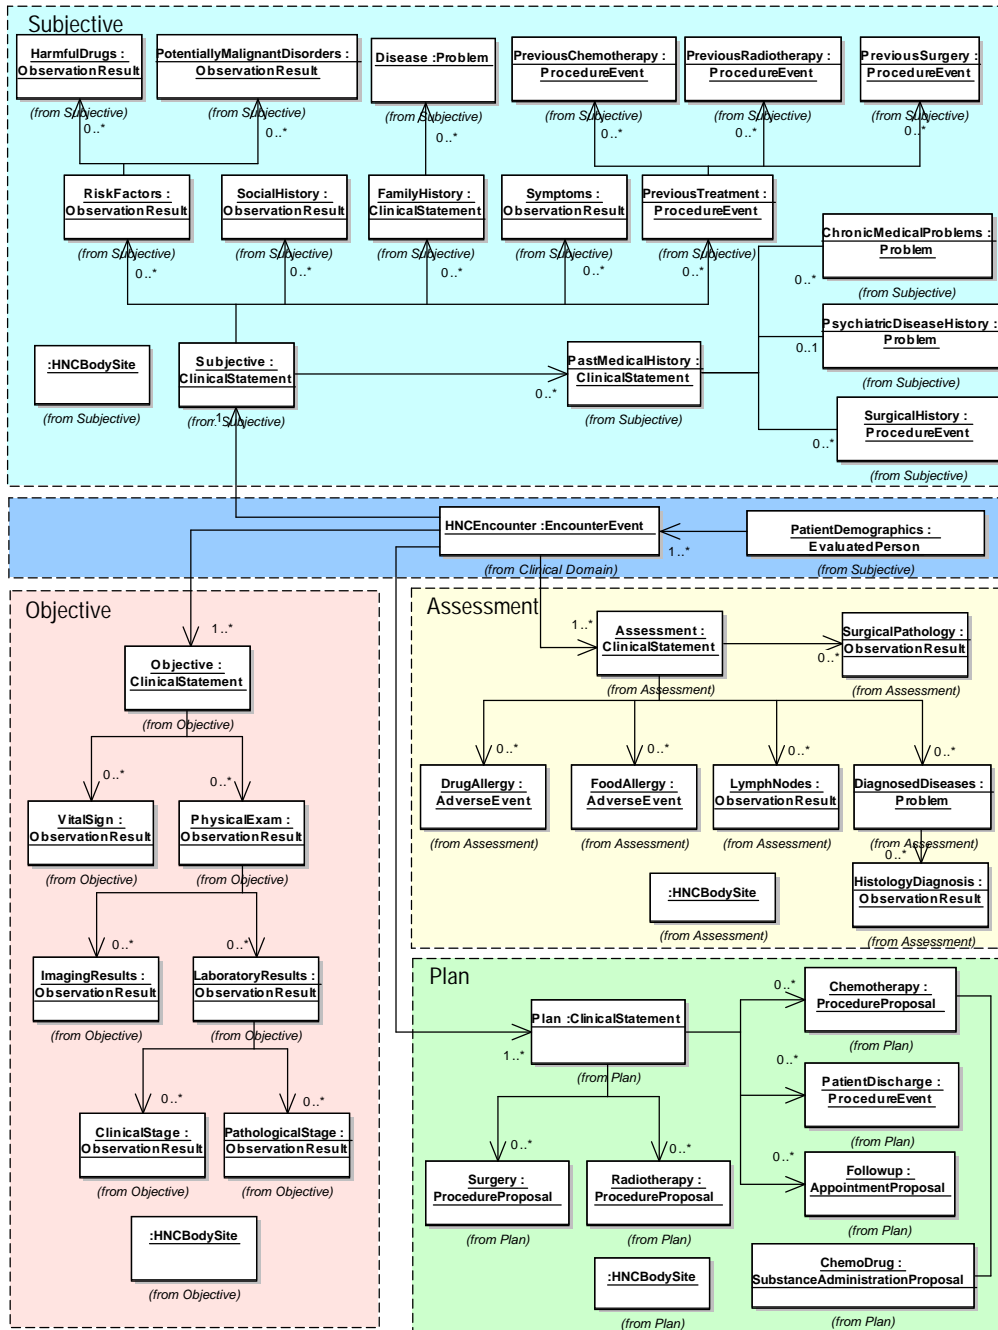 Subjective
HarmfulDrugs :
ObservationResult
(from Subjective)
0..*
PotentiallyMalignantDisorders :
ObservationResult
(from Subjective)
0..*
Disease :Problem
(from Subjective)
0..*
PreviousChemotherapy :
ProcedureEvent
(from Subjective)
0..*
PreviousRadiotherapy :
ProcedureEvent
(from Subjective)
0..*
PreviousSurgery :
ProcedureEvent
(from Subjective)
0..*
RiskFactors :
ObservationResult
(from Subjective)
0..*
SocialHistory :
ObservationResult
(from Subjective)
0..*
FamilyHistory :
ClinicalStatement
(from Subjective)
0..*
Symptoms :
ObservationResult
(from Subjective)
0..*
PreviousTreatment :
ProcedureEvent
(from Subjective)
0..*
ChronicMedicalProblems :
Problem
0..*
(from Subjective)
:HNCBodySite
(from Subjective)
Subjective :
ClinicalStatement
(from Subjective)
1
PastMedicalHistory :
ClinicalStatement
0..*
(from Subjective)
PsychiatricDiseaseHistory :
Problem
0..1
(from Subjective)
SurgicalHistory :
ProcedureEvent
0..*
(from Subjective)
HNCEncounter :EncounterEvent
(from Clinical Domain)
1..*
PatientDemographics :
EvaluatedPerson
(from Subjective)
Objective
1..*
Objective :
ClinicalStatement
(from Objective)
0..*
0..*
VitalSign :
ObservationResult
(from Objective)
PhysicalExam :
ObservationResult
(from Objective)
0..*
0..*
ImagingResults :
ObservationResult
(from Objective)
LaboratoryResults :
ObservationResult
(from Objective)
0..*
0..*
ClinicalStage :
ObservationResult
(from Objective)
PathologicalStage :
ObservationResult
(from Objective)
:HNCBodySite
(from Objective)
Assessment
1..*
Assessment :
ClinicalStatement
(from Assessment)
SurgicalPathology :
ObservationResult
0..*
(from Assessment)
0..*
0..*
0..*
0..*
DrugAllergy :
AdverseEvent
(from Assessment)
FoodAllergy :
AdverseEvent
(from Assessment)
LymphNodes :
ObservationResult
(from Assessment)
DiagnosedDiseases :
Problem
(from Assessment)
0..*
:HNCBodySite
(from Assessment)
HistologyDiagnosis :
ObservationResult
(from Assessment)
Plan
Plan :ClinicalStatement
1..*
(from Plan)
0..*
Chemotherapy :
ProcedureProposal
(from Plan)
0..*
PatientDischarge :
ProcedureEvent
(from Plan)
0..*
0..*
Surgery :
ProcedureProposal
(from Plan)
Radiotherapy :
ProcedureProposal
(from Plan)
0..*
Followup :
AppointmentProposal
(from Plan)
:HNCBodySite
(from Plan)
ChemoDrug :
SubstanceAdministrationProposal
(from Plan)